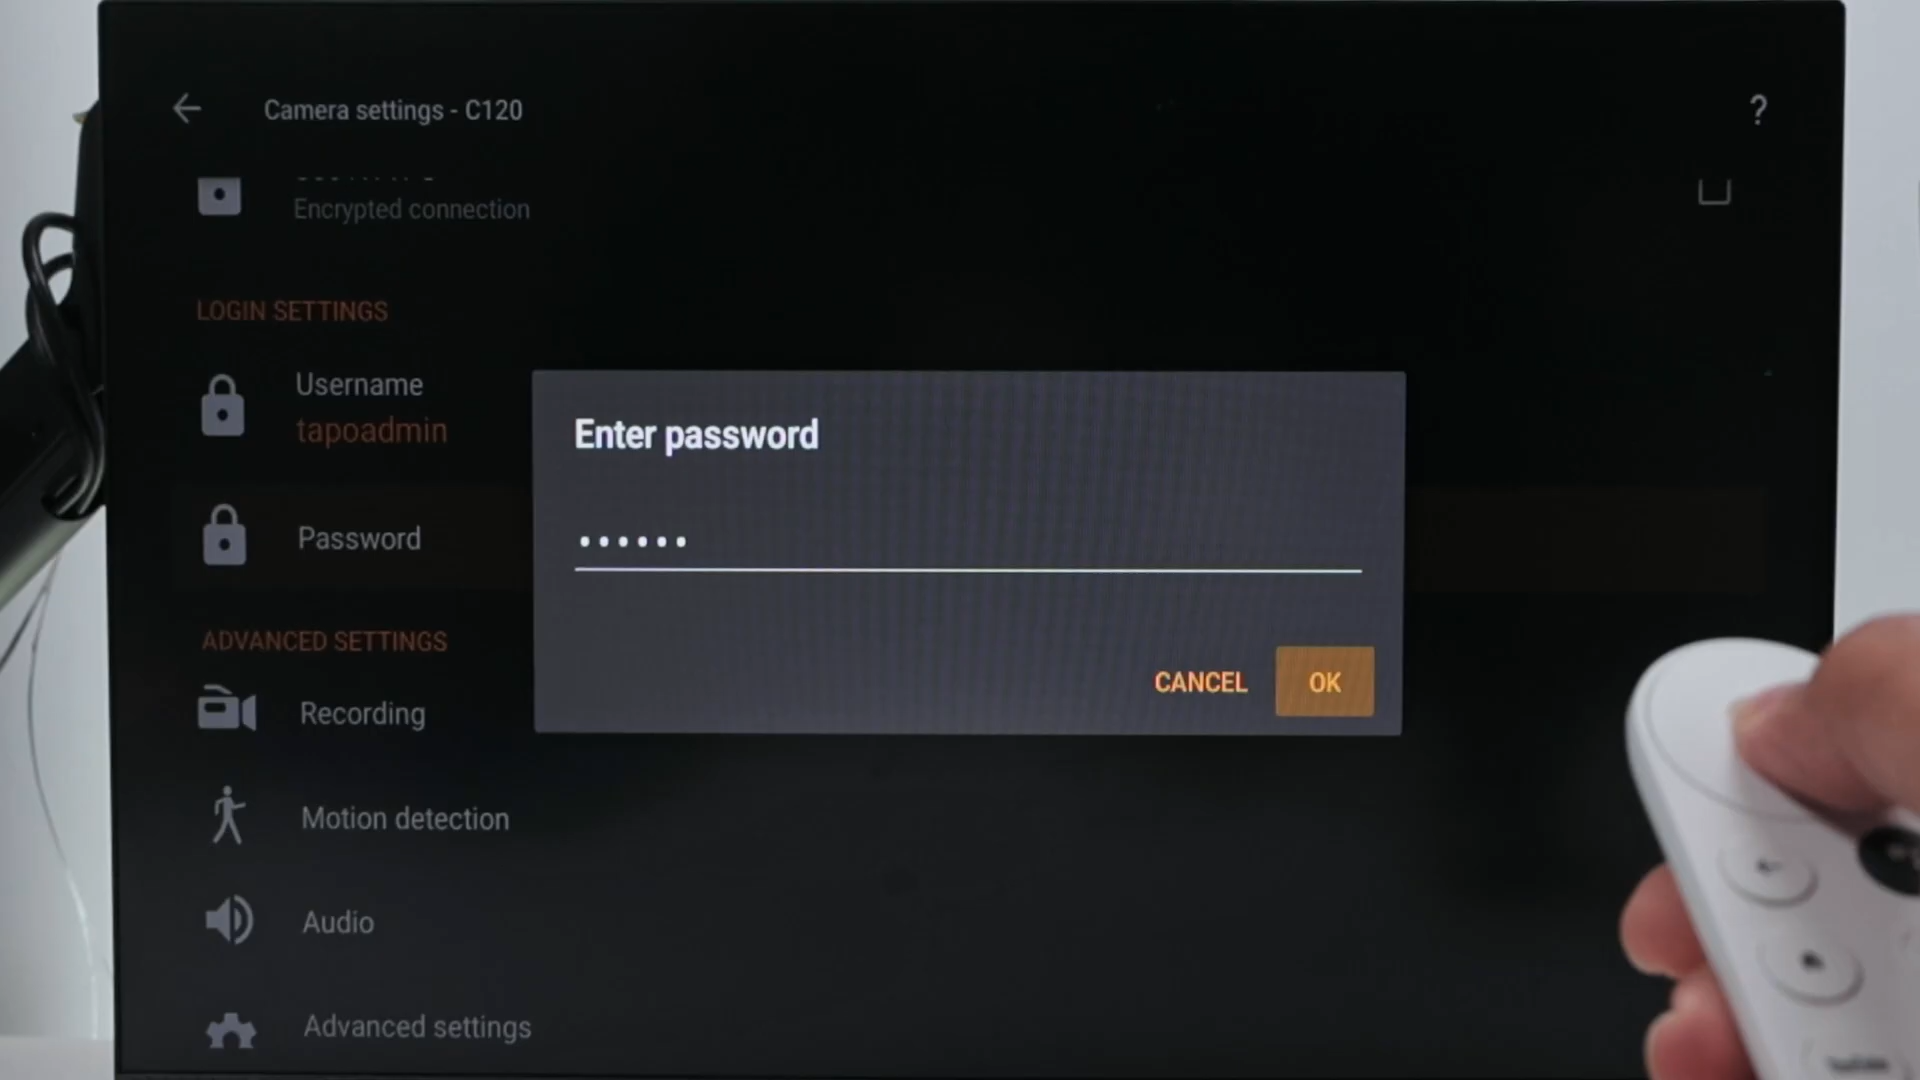 Camera settings - C120
?
Encrypted connection
LOGIN SETTINGS
Username
tapoadmin
Password
ADVANCED SETTINGS
Recording
Motion detection
Audio
Advanced settings
Enter password
••••••
CANCEL
OK